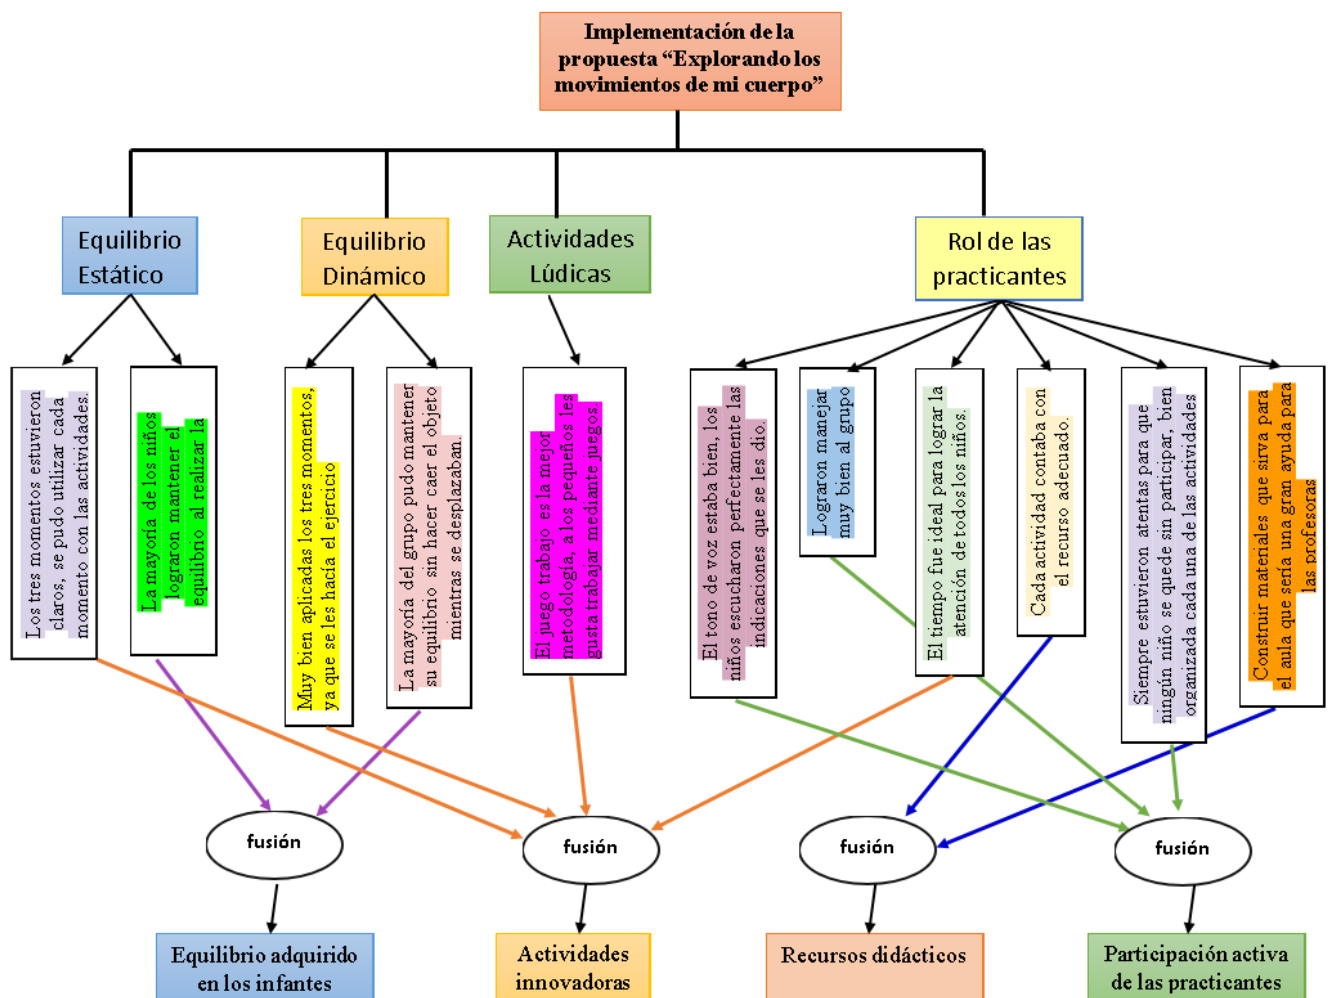 Implementación de la
propuesta “Explorando los
movimientos de mi cuerpo”
Equilibrio
Estático
Equilibrio
Dinámico
Actividades
Lúdicas
Rol de las
practicantes
Los tres momentos estuvieron
claros, se pudo utilizar cada
momento con las actividades.
La mayoría de los niños
lograron mantener el
equilibrio al realizar la
Muy bien aplicadas los tres momentos,
ya que se les hacía el ejercicio
La mayoría del grupo pudo mantener
su equilibrio sin hacer caer el objeto
mientras se desplazaban.
El juego trabajo es la mejor
metodología, a los pequeños les
gusta trabajar mediante juegos.
El tono de voz estaba bien, los
niños escucharon perfectamente las
indicaciones que se les dio.
Lograron manejar
muy bien al grupo
El tiempo fue ideal para lograr la
atención de todos los niños.
Cada actividad contaba con
el recurso adecuado.
Siempre estuvieron atentas para que
ningún niño se quede sin participar, bien
organizada cada una de las actividades
Construir materiales que sirva para
el aula que sería una gran ayuda para
las profesoras
fusión
fusión
fusión
fusión
Equilibrio adquirido
en los infantes
Actividades
innovadoras
Recursos didácticos
Participación activa
de las practicantes